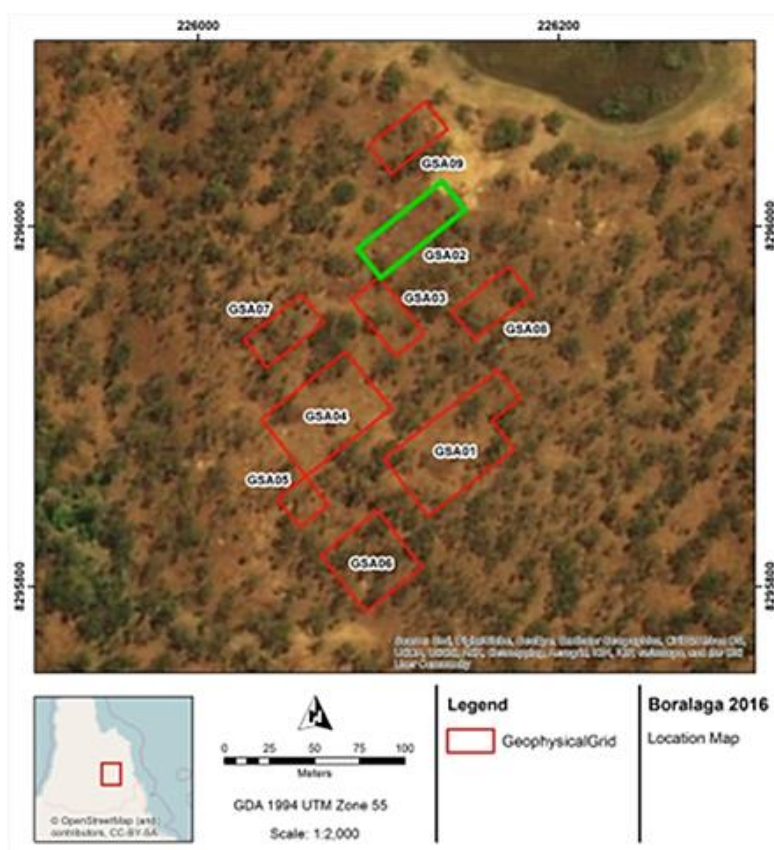 226000 226200
8296000 8296000
GSA09
GSA02
GSA03
GSA07
GSA08
GSA04
GSA01
GSA05
GSA06
8295800 8295800
N
0 25 50 75 100
Meters
GDA 1994 UTM Zone 55
Scale: 1:2,000
© OpenStreetMap (and)
contributors, CC-BY-SA
Legend
GeophysicalGrid
Boralaga 2016
Location Map